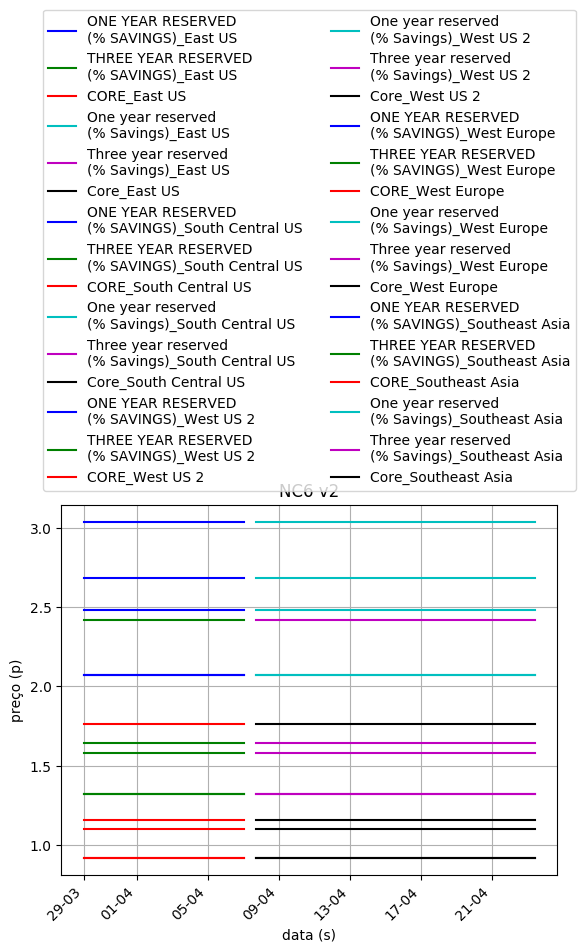 ONE YEAR RESERVED
(% SAVINGS)_East US
THREE YEAR RESERVED
(% SAVINGS)_East US
CORE_East US
One year reserved
(% Savings)_East US
Three year reserved
(% Savings)_East US
Core_East US
ONE YEAR RESERVED
(% SAVINGS)_South Central US
THREE YEAR RESERVED
(% SAVINGS)_South Central US
CORE_South Central US
One year reserved
(% Savings)_South Central US
Three year reserved
(% Savings)_South Central US
Core_South Central US
ONE YEAR RESERVED
(% SAVINGS)_West US 2
THREE YEAR RESERVED
(% SAVINGS)_West US 2
CORE_West US 2
One year reserved
(% Savings)_West US 2
Three year reserved
(% Savings)_West US 2
Core_West US 2
ONE YEAR RESERVED
(% SAVINGS)_West Europe
THREE YEAR RESERVED
(% SAVINGS)_West Europe
CORE_West Europe
One year reserved
(% Savings)_West Europe
Three year reserved
(% Savings)_West Europe
Core_West Europe
ONE YEAR RESERVED
(% SAVINGS)_Southeast Asia
THREE YEAR RESERVED
(% SAVINGS)_Southeast Asia
CORE_Southeast Asia
One year reserved
(% Savings)_Southeast Asia
Three year reserved
(% Savings)_Southeast Asia
Core_Southeast Asia
NC6 v2
3.0
2.5
2.0
1.5
1.0
preço (p)
29-03
01-04
05-04
09-04
13-04
17-04
21-04
data (s)